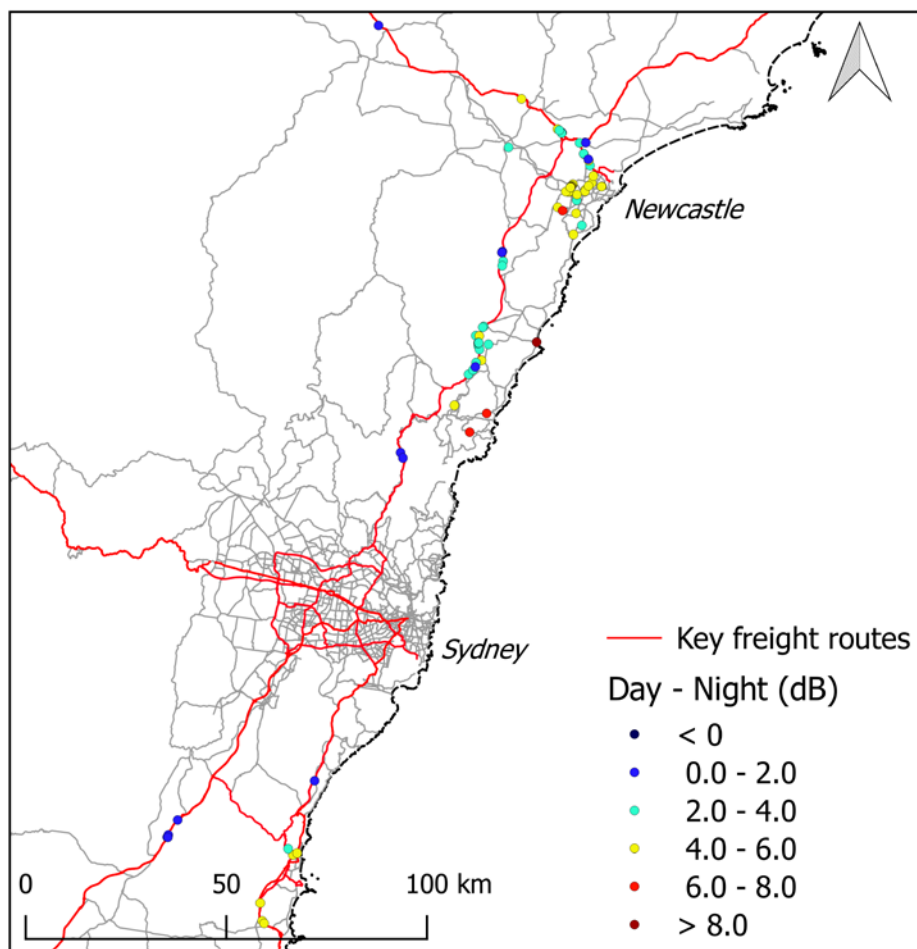 Newcastle
Sydney
Key freight routes
Day - Night (dB)
< 0
0.0 - 2.0
2.0 - 4.0
4.0 - 6.0
6.0 - 8.0
> 8.0
0 50 100 km